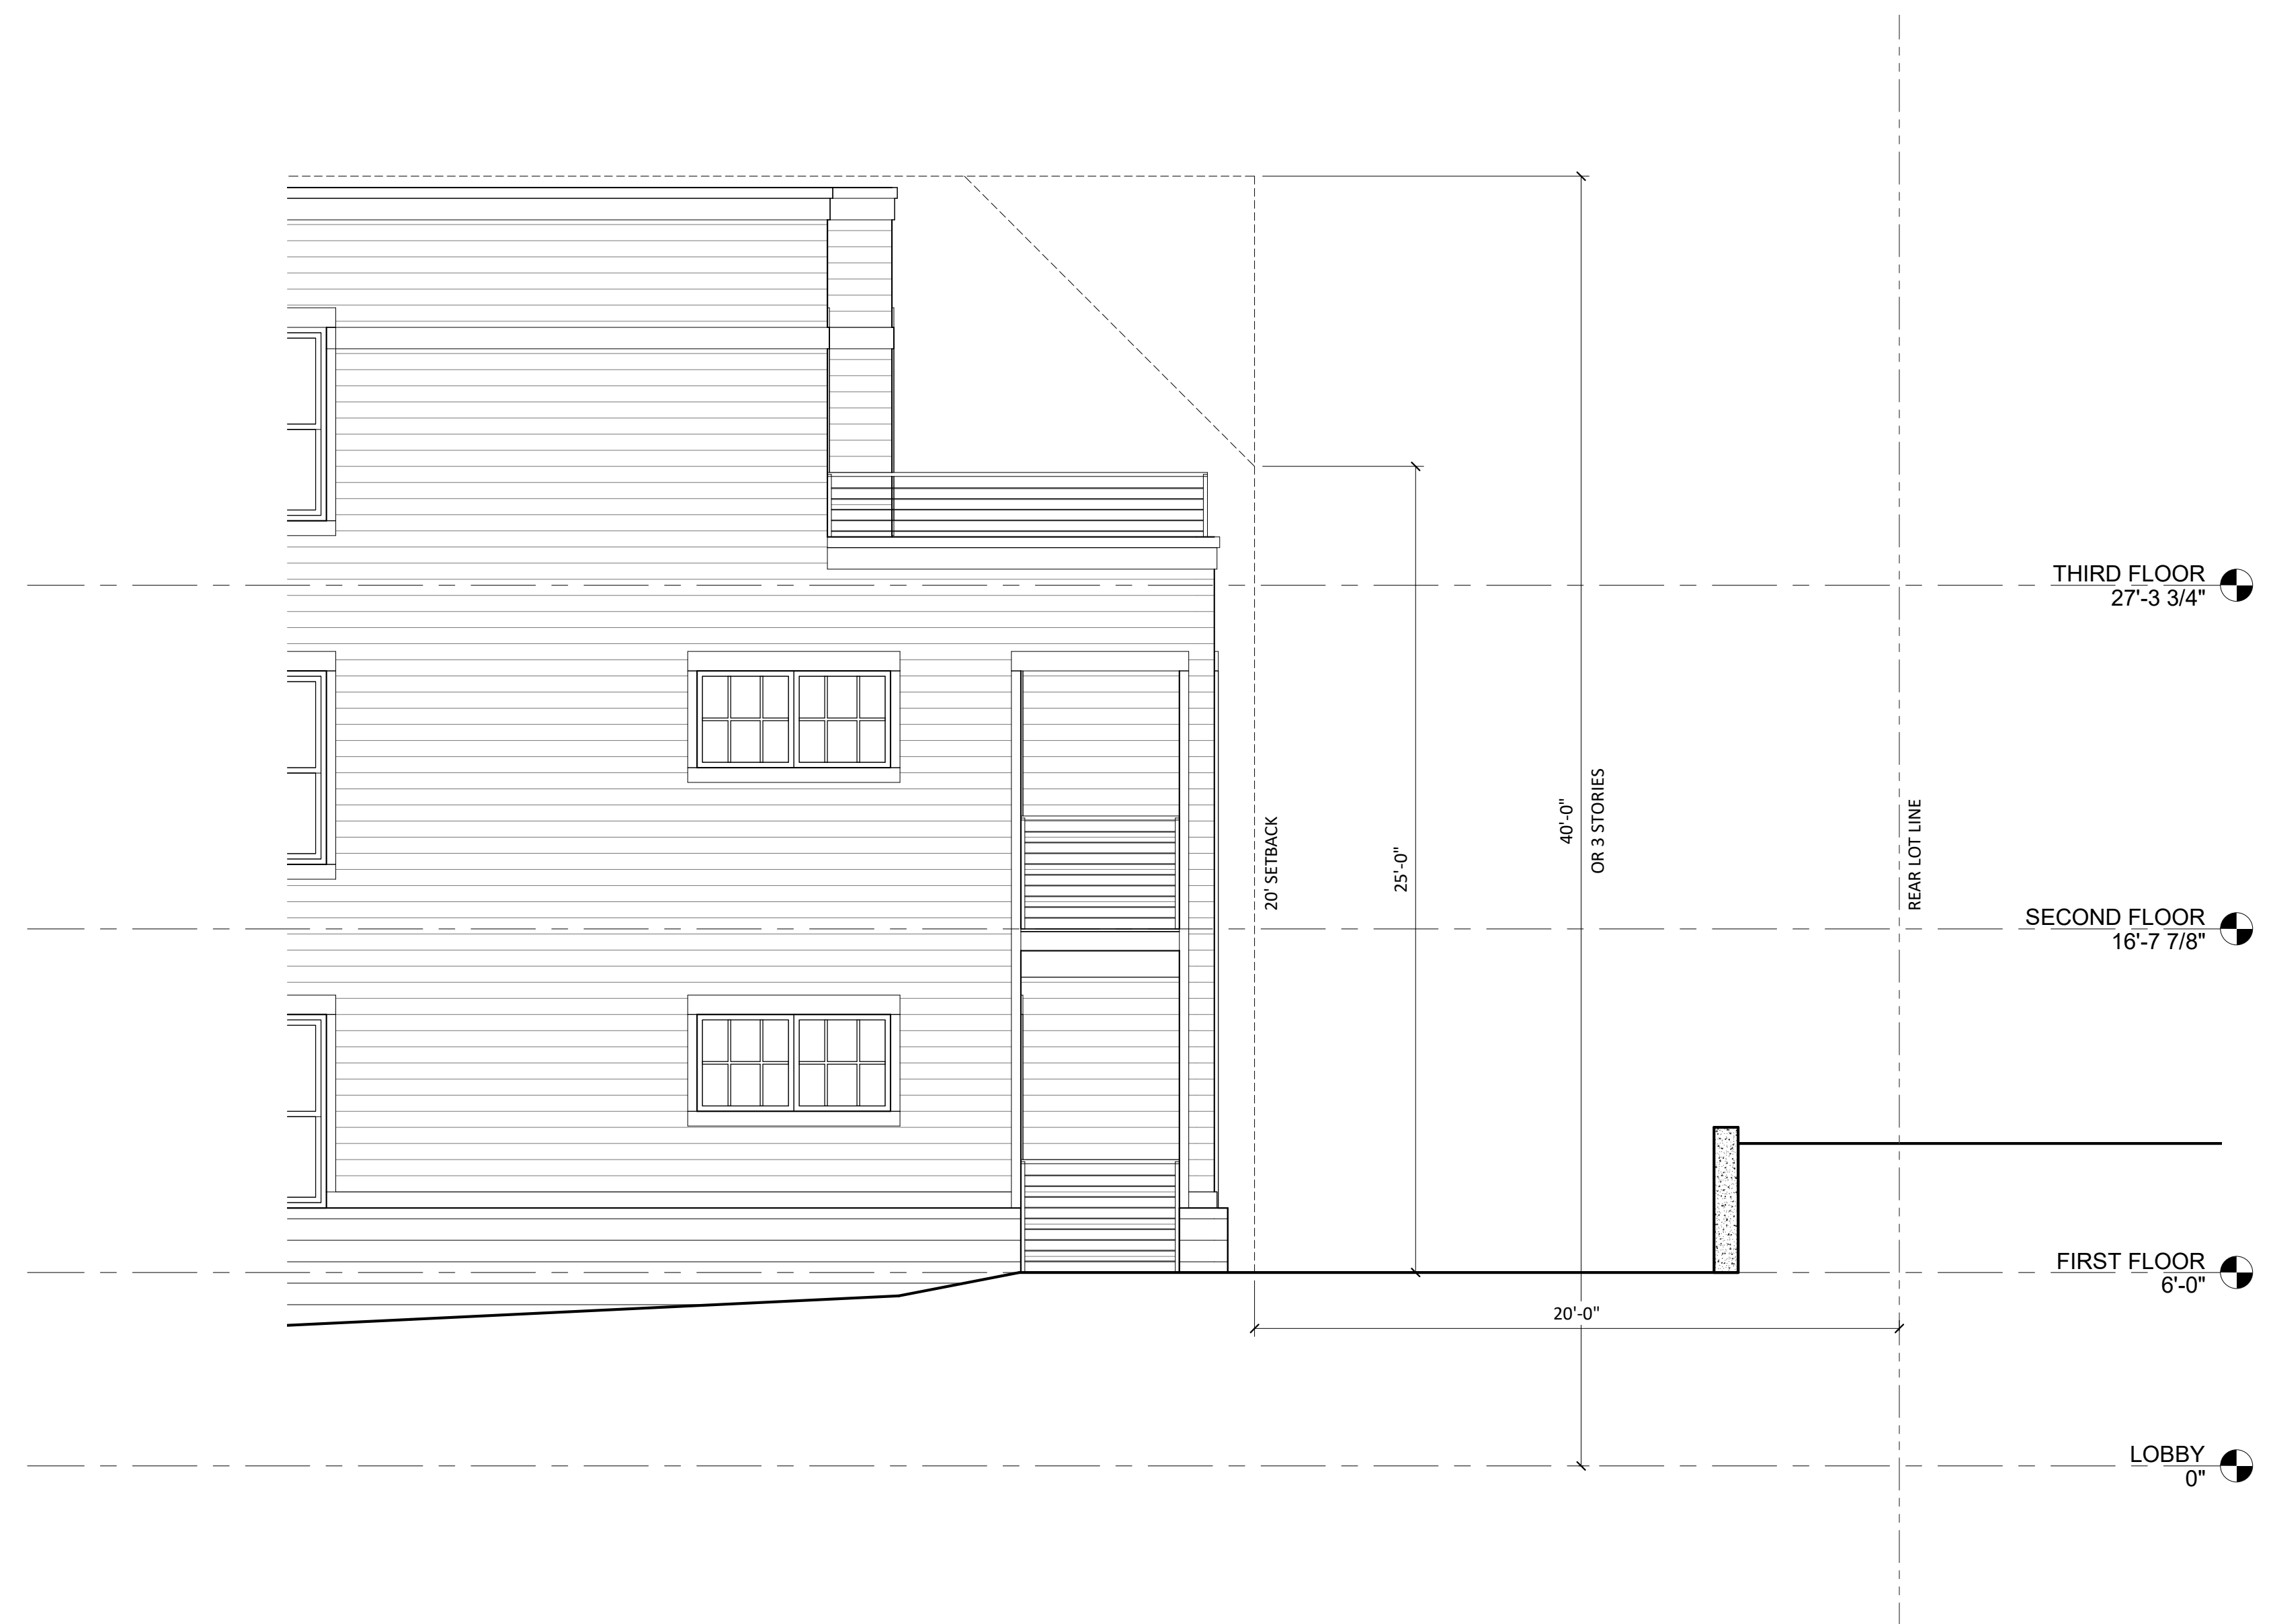 THIRD FLOOR
27'-3 3/4"
20' SETBACK
25'-0"
40'-0"
OR 3 STORIES
REAR LOT LINE
SECOND FLOOR
16'-7 7/8"
FIRST FLOOR
6'-0"
20'-0"
LOBBY
0"